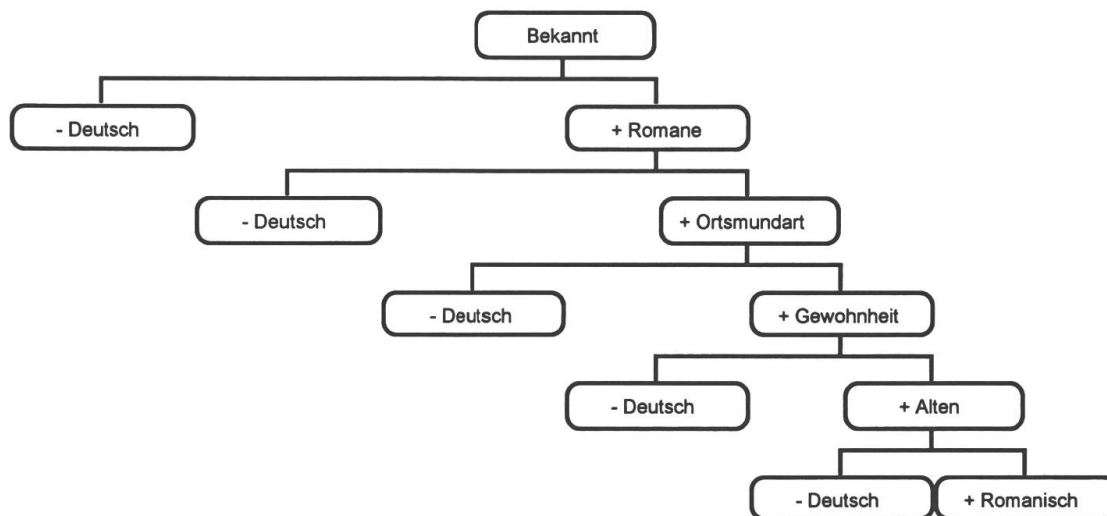 Bekannt
- Deutsch
+ Romane
- Deutsch
+ Ortsmundart
- Deutsch
+ Gewohnheit
- Deutsch
+ Alten
- Deutsch
+ Romanisch